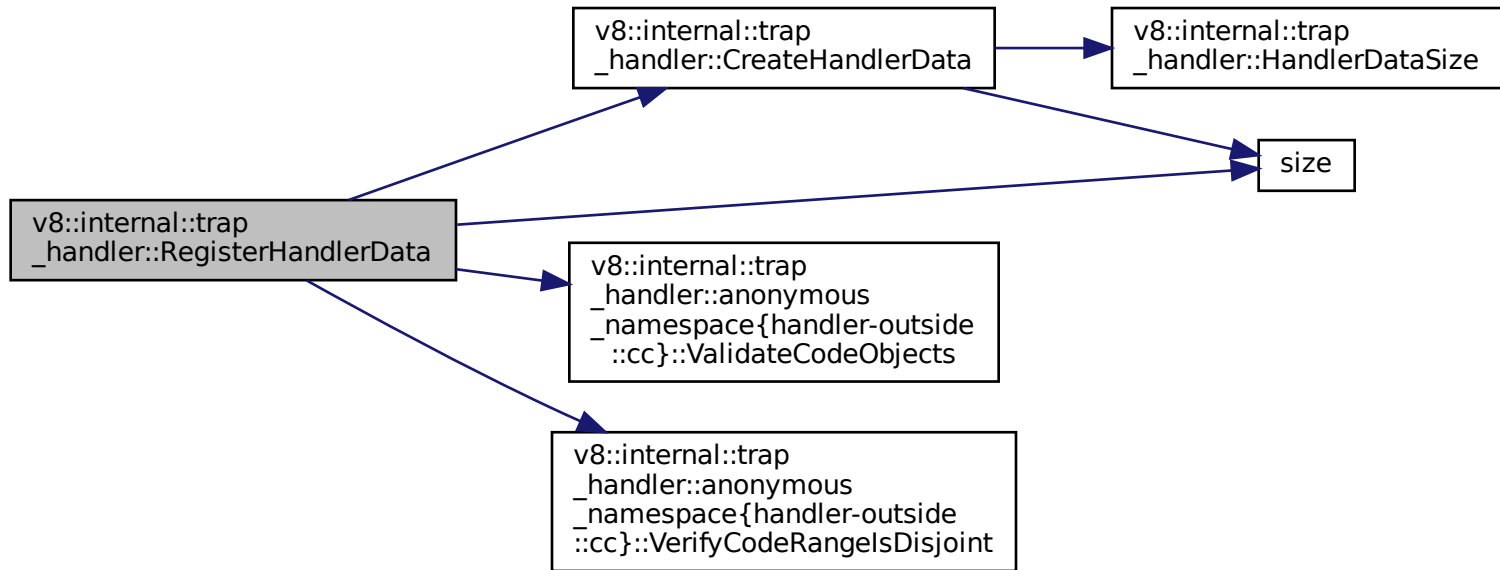 v8::internal::trap
_handler::CreateHandlerData
v8::internal::trap
_handler::HandlerDataSize
size
v8::internal::trap
_handler::RegisterHandlerData
v8::internal::trap
_handler::anonymous
_namespace{handler-outside
::cc}::ValidateCodeObjects
v8::internal::trap
_handler::anonymous
_namespace{handler-outside
::cc}::VerifyCodeRangeIsDisjoint